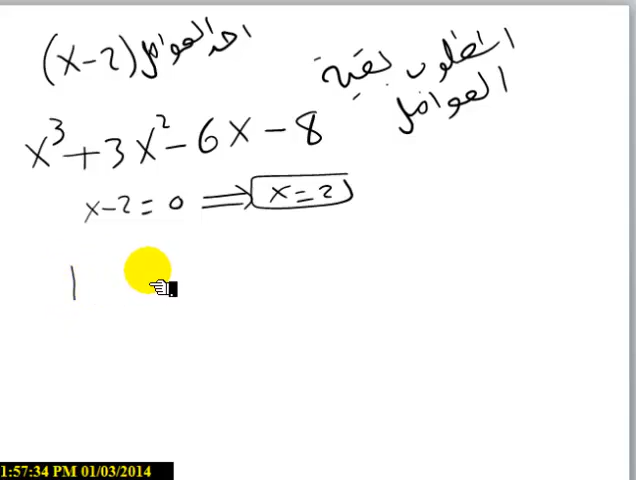 (x-2) احد العوامل
المطلوب بقية
العوامل
x³+3x²-6x-8
x-2=0 ⟹ x=2
1
1:57:34 PM 01/03/2014